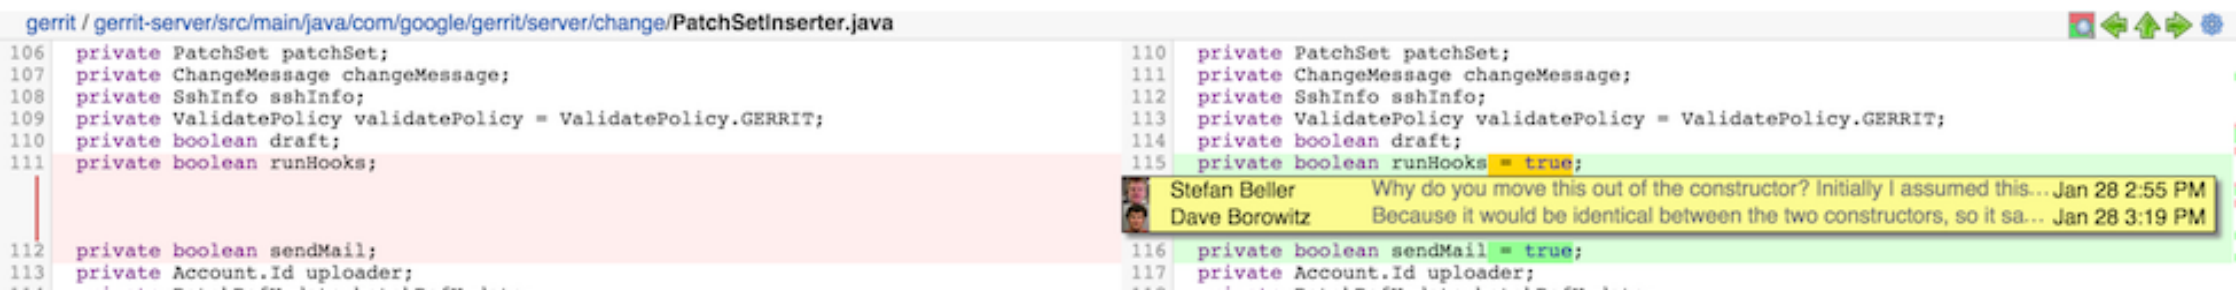 gerrit / gerrit-server/src/main/java/com/google/gerrit/server/change/PatchSetInserter.java
106 private PatchSet patchSet;
107 private ChangeMessage changeMessage;
108 private SshInfo sshInfo;
109 private ValidatePolicy validatePolicy = ValidatePolicy.GERRIT;
110 private boolean draft;
111 private boolean runHooks;
112 private boolean sendMail;
113 private Account.Id uploader;
110 private PatchSet patchSet;
111 private ChangeMessage changeMessage;
112 private SshInfo sshInfo;
113 private ValidatePolicy validatePolicy = ValidatePolicy.GERRIT;
114 private boolean draft;
115 private boolean runHooks = true;
Stefan Beller Why do you move this out of the constructor? Initially I assumed this... Jan 28 2:55 PM
Dave Borowitz Because it would be identical between the two constructors, so it sa... Jan 28 3:19 PM
116 private boolean sendMail = true;
117 private Account.Id uploader;